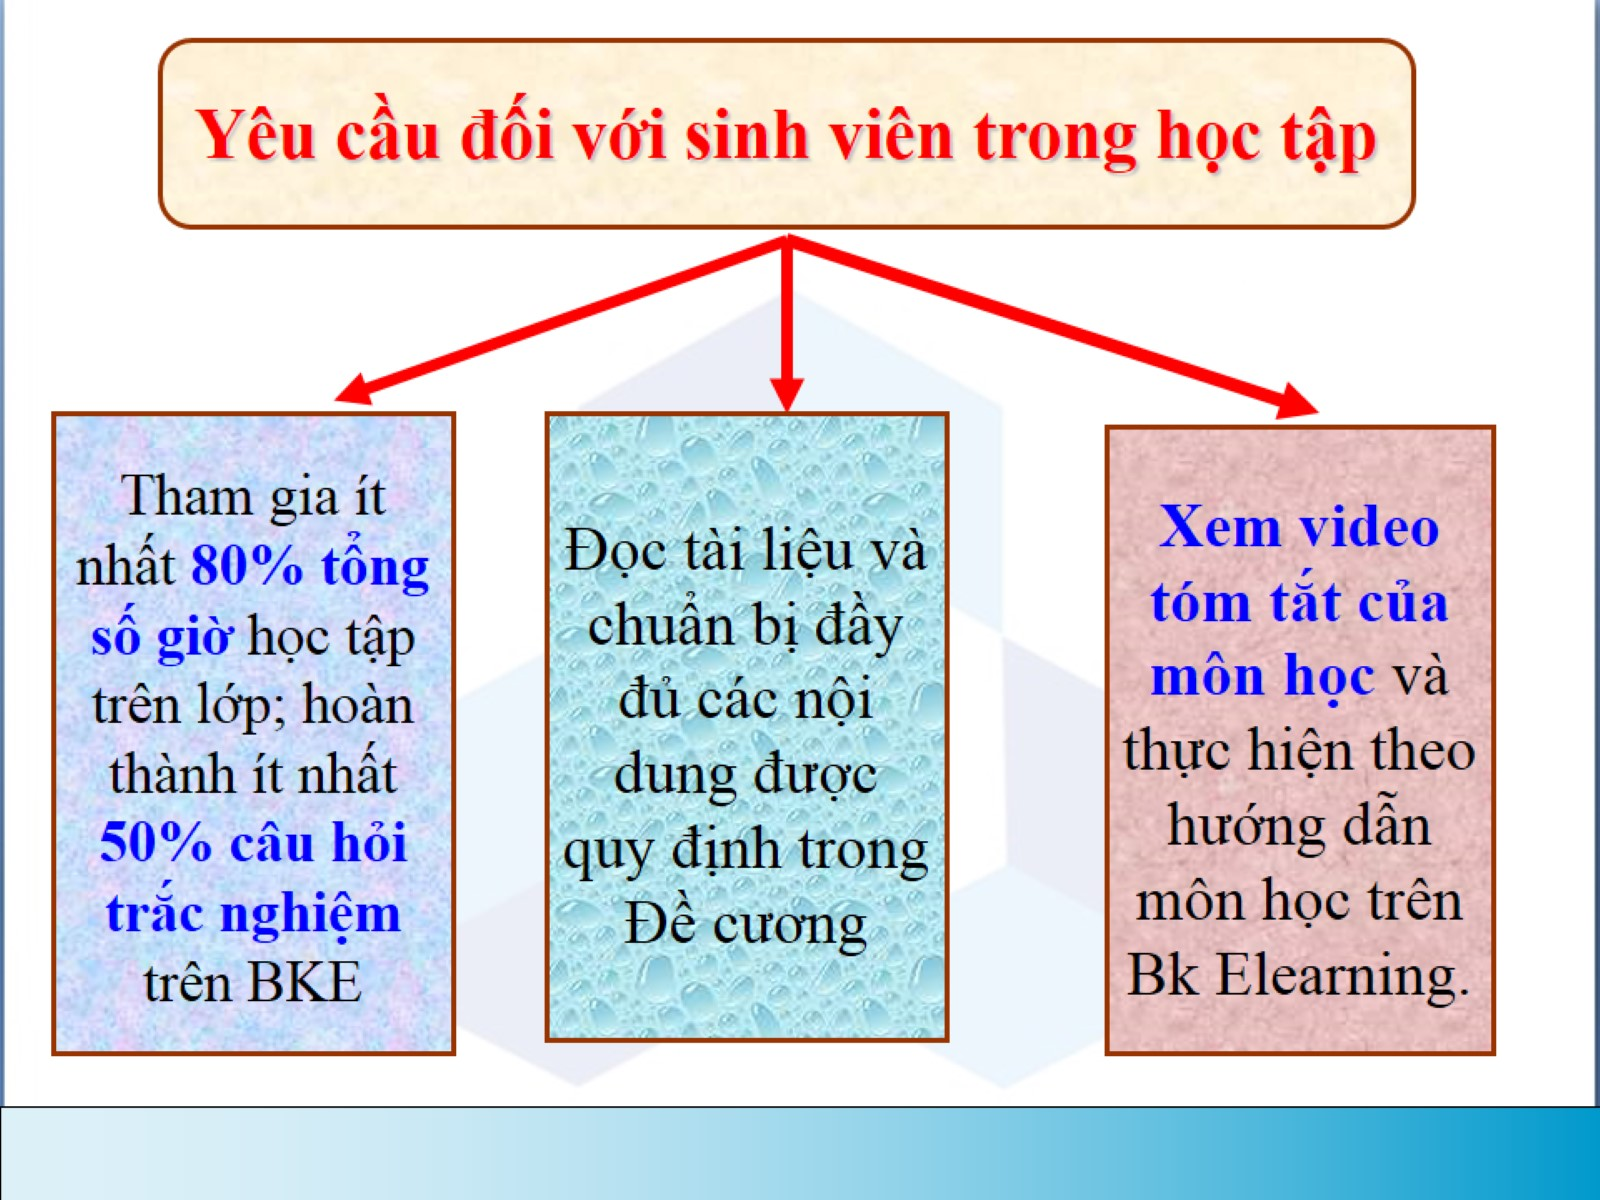 Yêu cầu đối với sinh viên trong học tập
Tham gia ít
nhất 80% tổng
số giờ học tập
trên lớp; hoàn
thành ít nhất
50% câu hỏi
trắc nghiệm
trên BKE
Đọc tài liệu và
chuẩn bị đầy
đủ các nội
dung được
quy định trong
Đề cương
Xem video
tóm tắt của
môn học và
thực hiện theo
hướng dẫn
môn học trên
Bk Elearning.